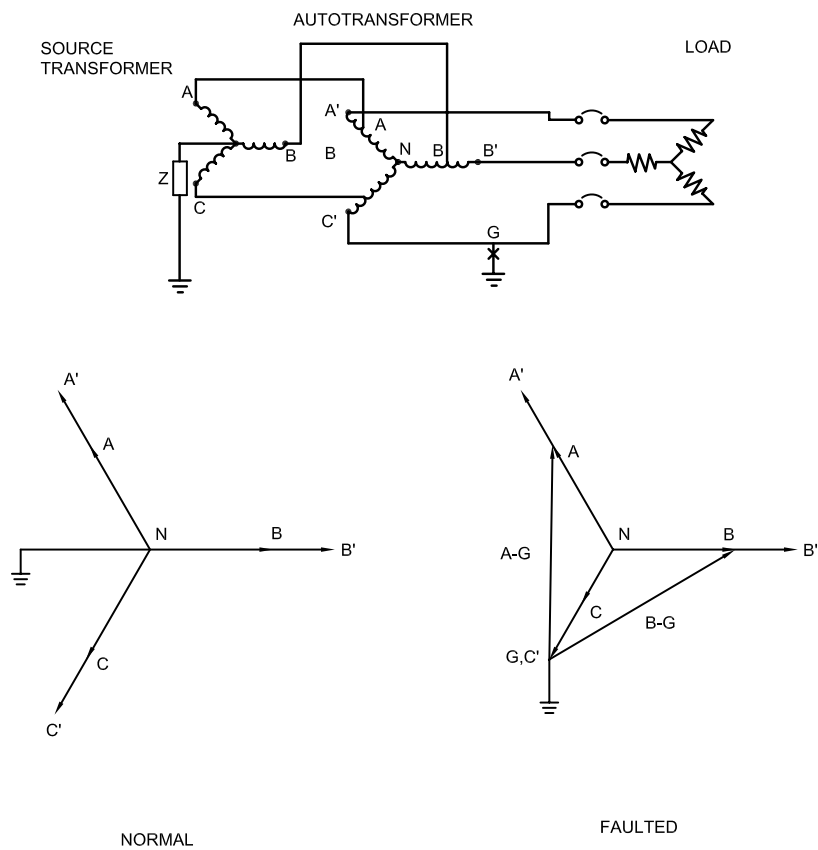 AUTOTRANSFORMER
SOURCE
TRANSFORMER
LOAD
A
A'
A
B
B
N
B
B'
Z
C
C'
G
A'
A
N
B
B'
C
C'
A'
A
N
B
B'
A-G
C
B-G
G,C'
NORMAL
FAULTED